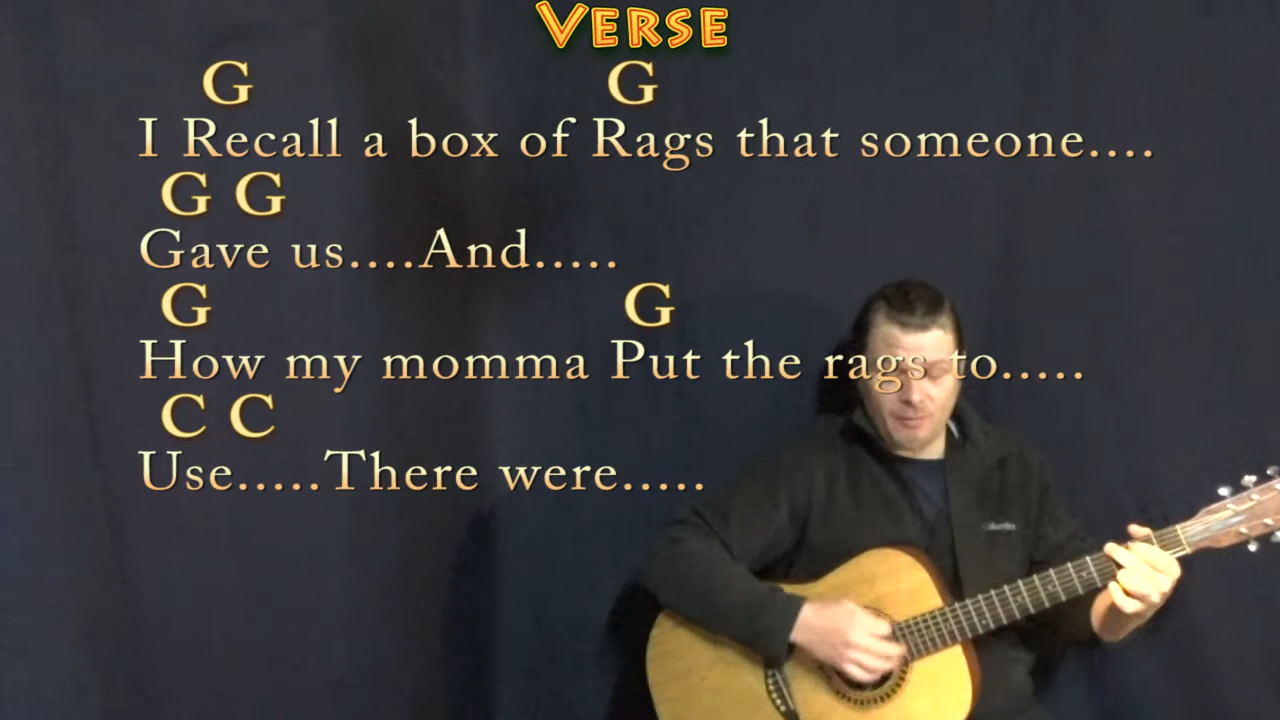 VERSE
G G
I Recall a box of Rags that someone....
G G
Gave us....And.....
G G
How my momma Put the rags to.....
C C
Use.....There were.....
Columbia